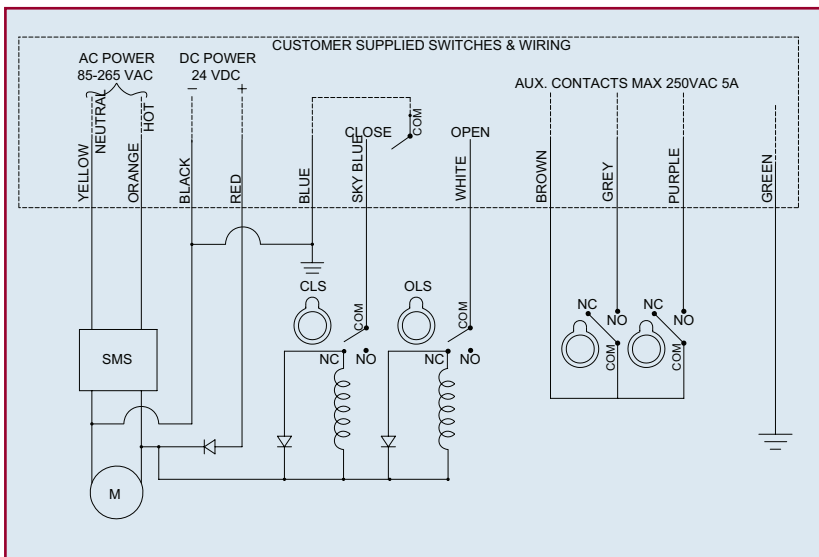 CUSTOMER SUPPLIED SWITCHES & WIRING
AC POWER
85-265 VAC
DC POWER
24 VDC
AUX. CONTACTS MAX 250VAC 5A
NEUTRAL
HOT
–
+
CLOSE
COM
OPEN
YELLOW
ORANGE
BLACK
RED
BLUE
SKY BLUE
WHITE
BROWN
GREY
PURPLE
GREEN
CLS
COM
OLS
COM
NC
NO
COM
NC
NO
COM
SMS
NC
NO
NC
NO
M